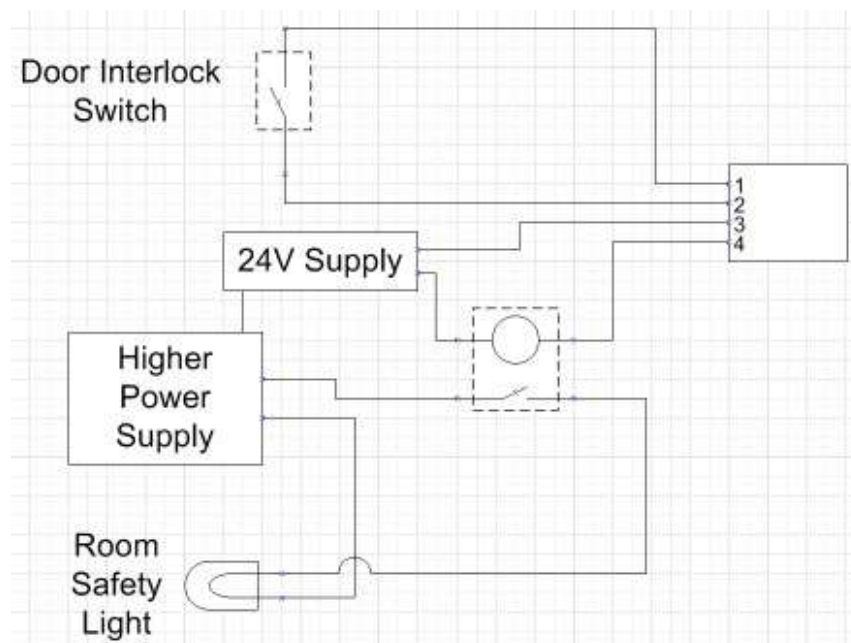 Door Interlock
Switch
1
2
3
4
24V Supply
Higher
Power
Supply
Room
Safety
Light